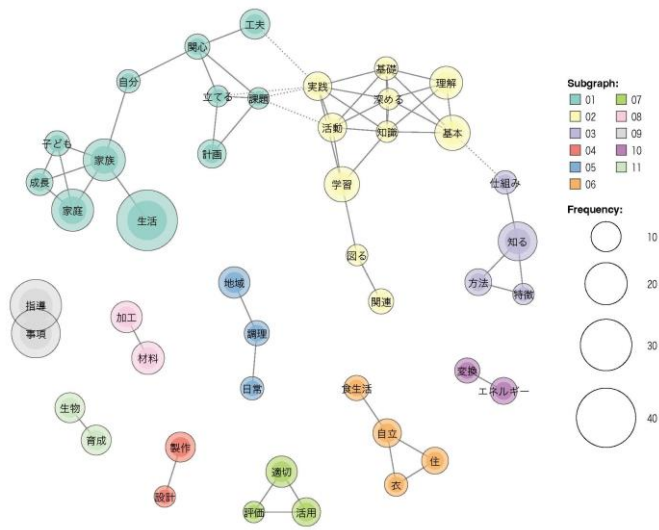 工夫
関心
基礎
実践
理解
自分
立てる
課題
深める
活動
知識
基本
計画
子ども
家族
成長
家庭
生活
学習
仕組み
知る
図る
方法
特徴
関連
地域
指導
事項
加工
調理
材料
変換
エネルギー
日常
食生活
生物
育成
自立
製作
住
適切
衣
設計
評価
活用
Subgraph:
01
02
03
04
05
06
07
08
09
10
11
Frequency:
10
20
30
40